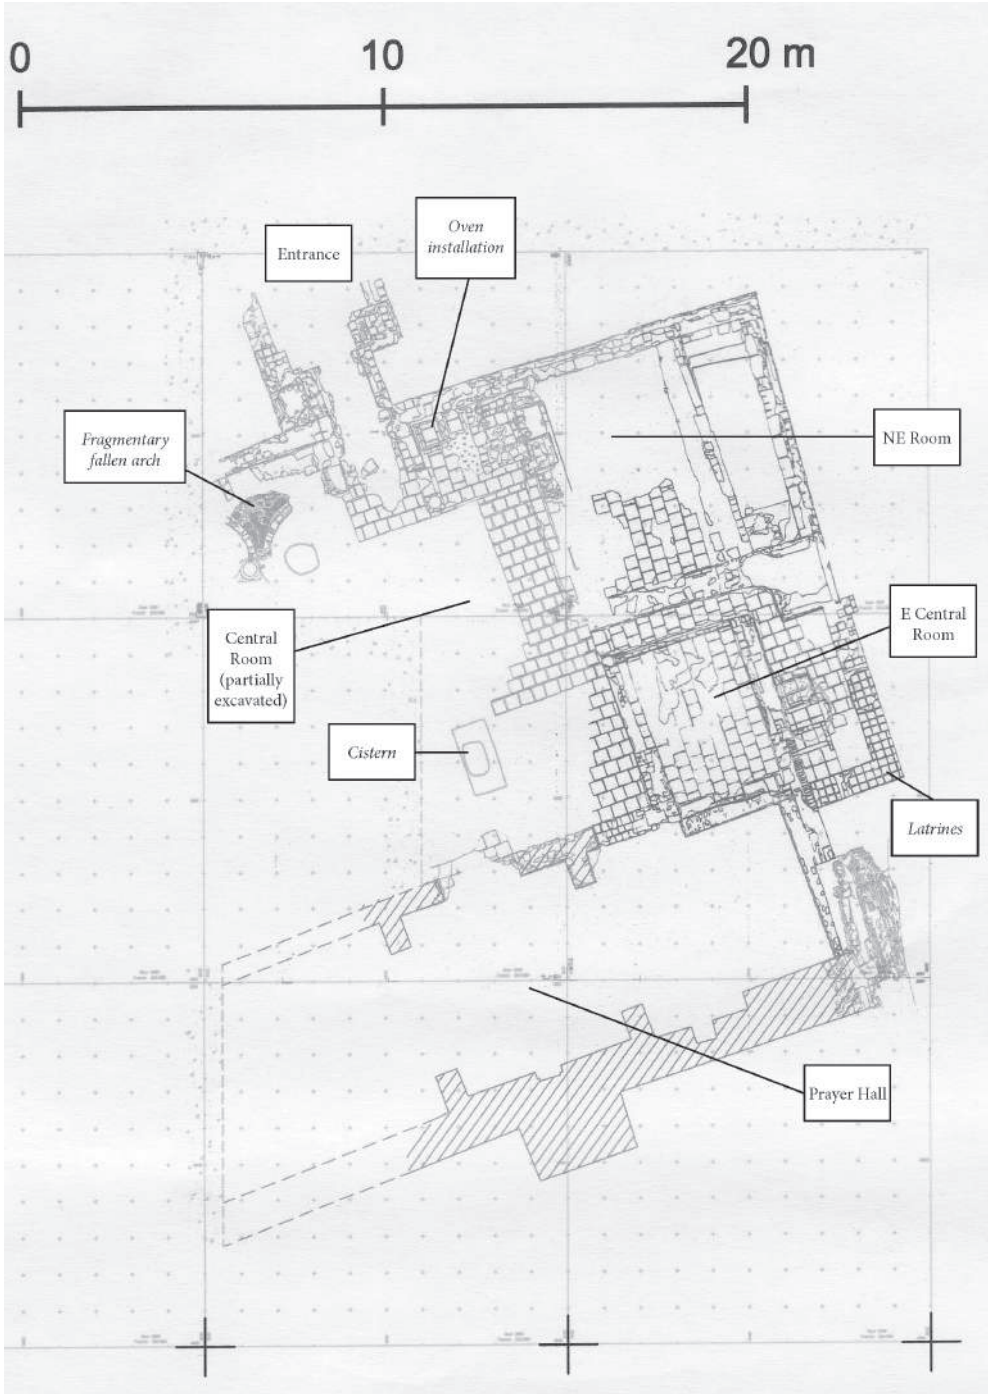 0 10 20 m
Entrance
Oven
installation
Fragmentary
fallen arch
NE Room
Central
Room
(partially
excavated)
E Central
Room
Cistern
Latrines
Prayer Hall